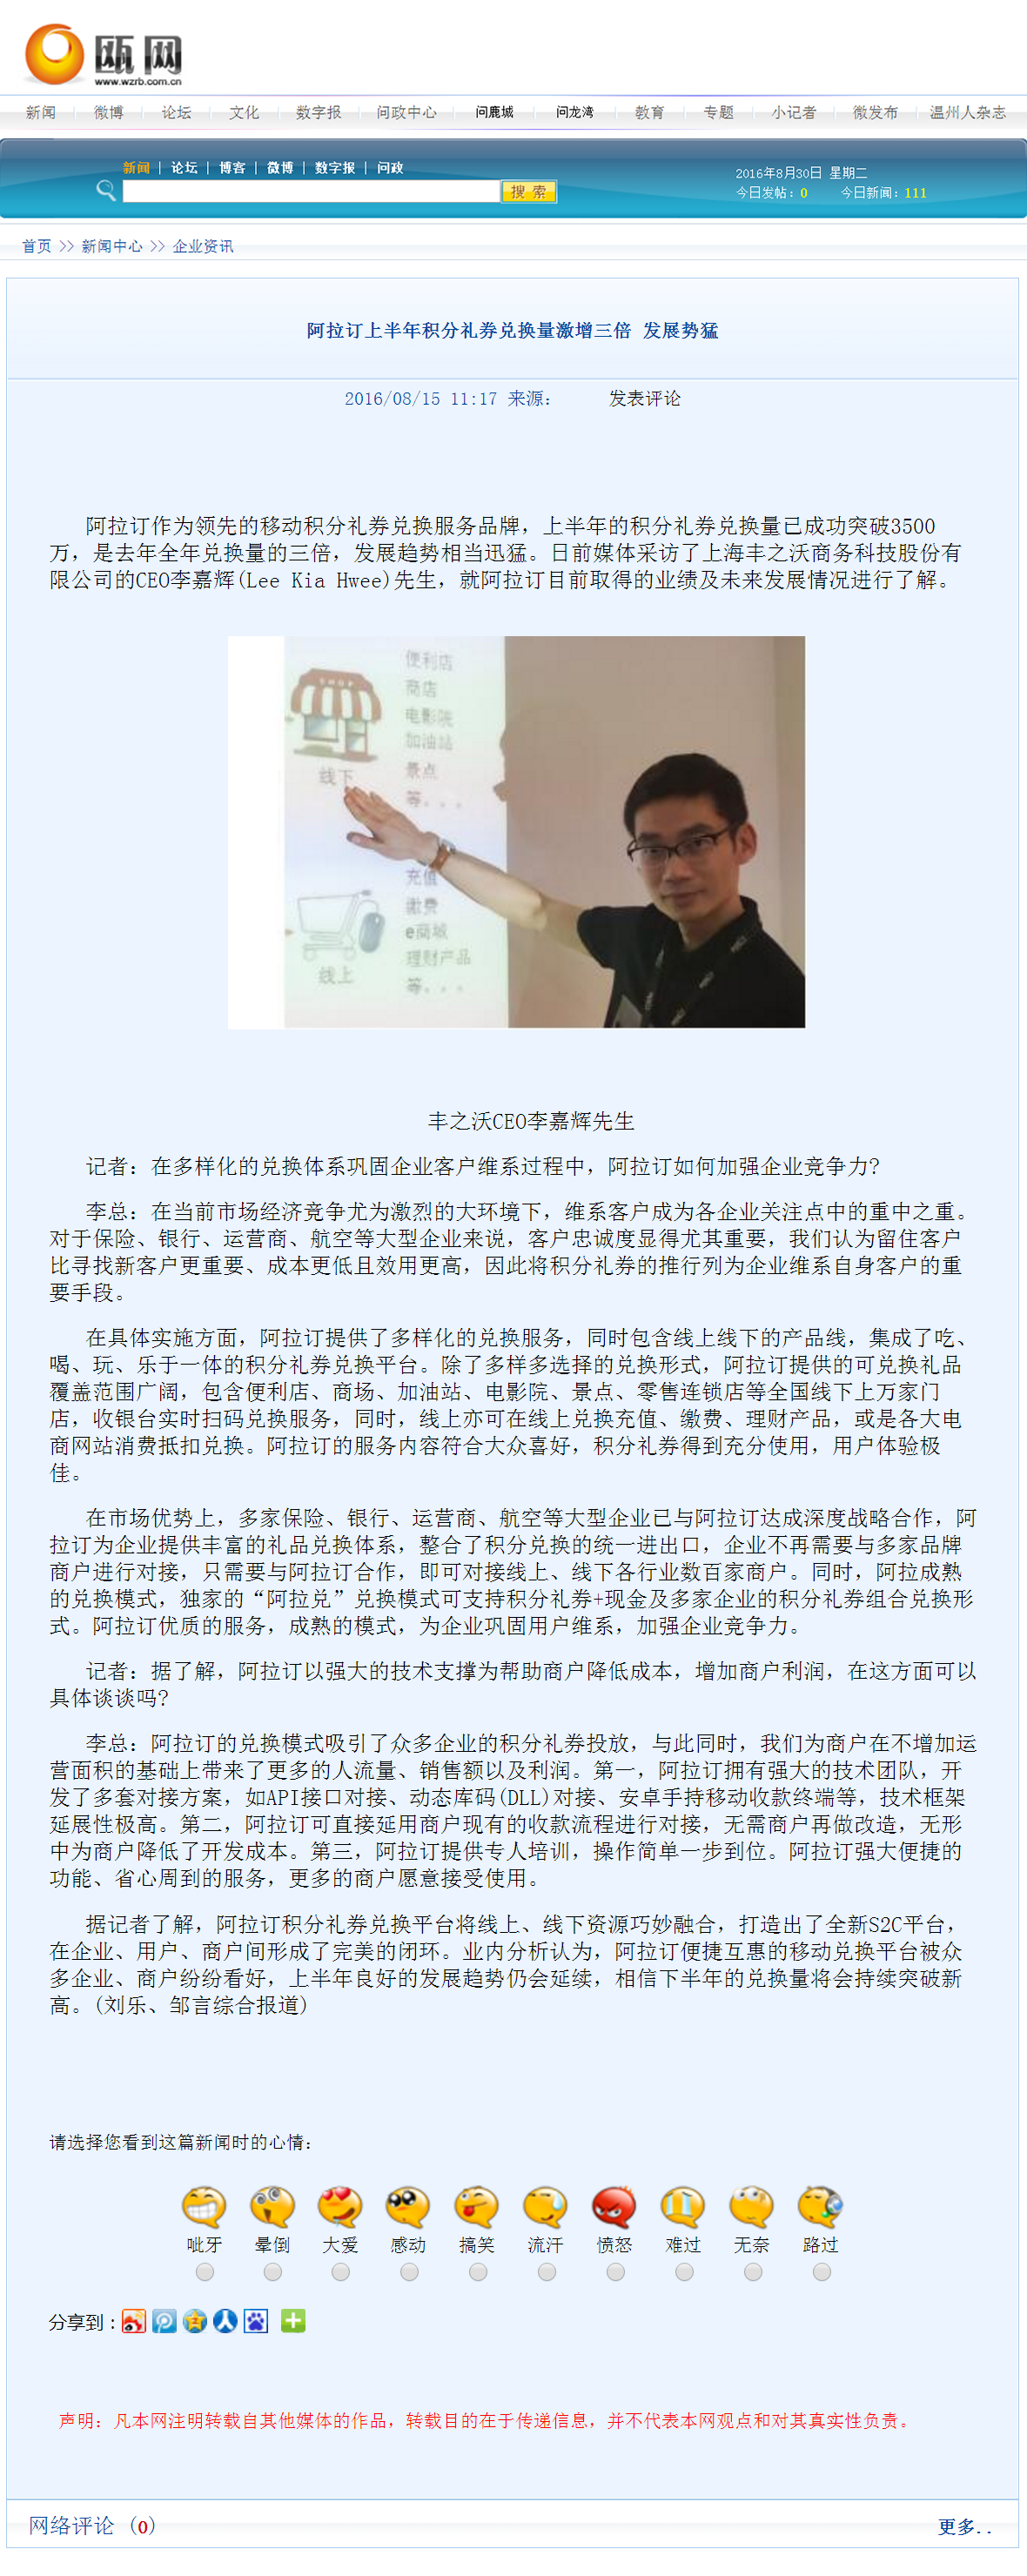 瓯网
www.wzrb.com.cn
新闻 微博 论坛 文化 数字报 问政中心 问鹿城 问龙湾 教育 专题 小记者 微发布 温州人杂志
新闻 | 论坛 | 博客 | 微博 | 数字报 | 问政
搜 索
2016年8月30日 星期二
今日发帖：0 今日新闻：111
首页 >> 新闻中心 >> 企业资讯
阿拉订上半年积分礼券兑换量激增三倍 发展势猛
2016/08/15 11:17 来源： 发表评论
阿拉订作为领先的移动积分礼券兑换服务品牌，上半年的积分礼券兑换量已成功突破3500
万，是去年全年兑换量的三倍，发展趋势相当迅猛。日前媒体采访了上海丰之沃商务科技股份有
限公司的CEO李嘉辉(Lee Kia Hwee)先生，就阿拉订目前取得的业绩及未来发展情况进行了解。
SHOP
线下
便利店
商店
电影院
加油站
景点
等...
充值
缴费
e商城
理财产品
等...
线上
丰之沃CEO李嘉辉先生
记者：在多样化的兑换体系巩固企业客户维系过程中，阿拉订如何加强企业竞争力?
李总：在当前市场经济竞争尤为激烈的大环境下，维系客户成为各企业关注点中的重中之重。
对于保险、银行、运营商、航空等大型企业来说，客户忠诚度显得尤其重要，我们认为留住客户
比寻找新客户更重要、成本更低且效用更高，因此将积分礼券的推行列为企业维系自身客户的重
要手段。
在具体实施方面，阿拉订提供了多样化的兑换服务，同时包含线上线下的产品线，集成了吃、
喝、玩、乐于一体的积分礼券兑换平台。除了多样多选择的兑换形式，阿拉订提供的可兑换礼品
覆盖范围广阔，包含便利店、商场、加油站、电影院、景点、零售连锁店等全国线下上万家门
店，收银台实时扫码兑换服务，同时，线上亦可在线上兑换充值、缴费、理财产品，或是各大电
商网站消费抵扣兑换。阿拉订的服务内容符合大众喜好，积分礼券得到充分使用，用户体验极
佳。
在市场优势上，多家保险、银行、运营商、航空等大型企业已与阿拉订达成深度战略合作，阿
拉订为企业提供丰富的礼品兑换体系，整合了积分兑换的统一进出口，企业不再需要与多家品牌
商户进行对接，只需要与阿拉订合作，即可对接线上、线下各行业数百家商户。同时，阿拉成熟
的兑换模式，独家的“阿拉兑”兑换模式可支持积分礼券+现金及多家企业的积分礼券组合兑换形
式。阿拉订优质的服务，成熟的模式，为企业巩固用户维系，加强企业竞争力。
记者：据了解，阿拉订以强大的技术支撑为帮助商户降低成本，增加商户利润，在这方面可以
具体谈谈吗?
李总：阿拉订的兑换模式吸引了众多企业的积分礼券投放，与此同时，我们为商户在不增加运
营面积的基础上带来了更多的人流量、销售额以及利润。第一，阿拉订拥有强大的技术团队，开
发了多套对接方案，如API接口对接、动态库码(DLL)对接、安卓手持移动收款终端等，技术框架
延展性极高。第二，阿拉订可直接延用商户现有的收款流程进行对接，无需商户再做改造，无形
中为商户降低了开发成本。第三，阿拉订提供专人培训，操作简单一步到位。阿拉订强大便捷的
功能、省心周到的服务，更多的商户愿意接受使用。
据记者了解，阿拉订积分礼券兑换平台将线上、线下资源巧妙融合，打造出了全新S2C平台，
在企业、用户、商户间形成了完美的闭环。业内分析认为，阿拉订便捷互惠的移动兑换平台被众
多企业、商户纷纷看好，上半年良好的发展趋势仍会延续，相信下半年的兑换量将会持续突破新
高。(刘乐、邹言综合报道)
请选择您看到这篇新闻时的心情：
呲牙 晕倒 大爱 感动 搞笑 流汗 愤怒 难过 无奈 路过
分享到：
声明：凡本网注明转载自其他媒体的作品，转载目的在于传递信息，并不代表本网观点和对其真实性负责。
网络评论 (0) 更多..